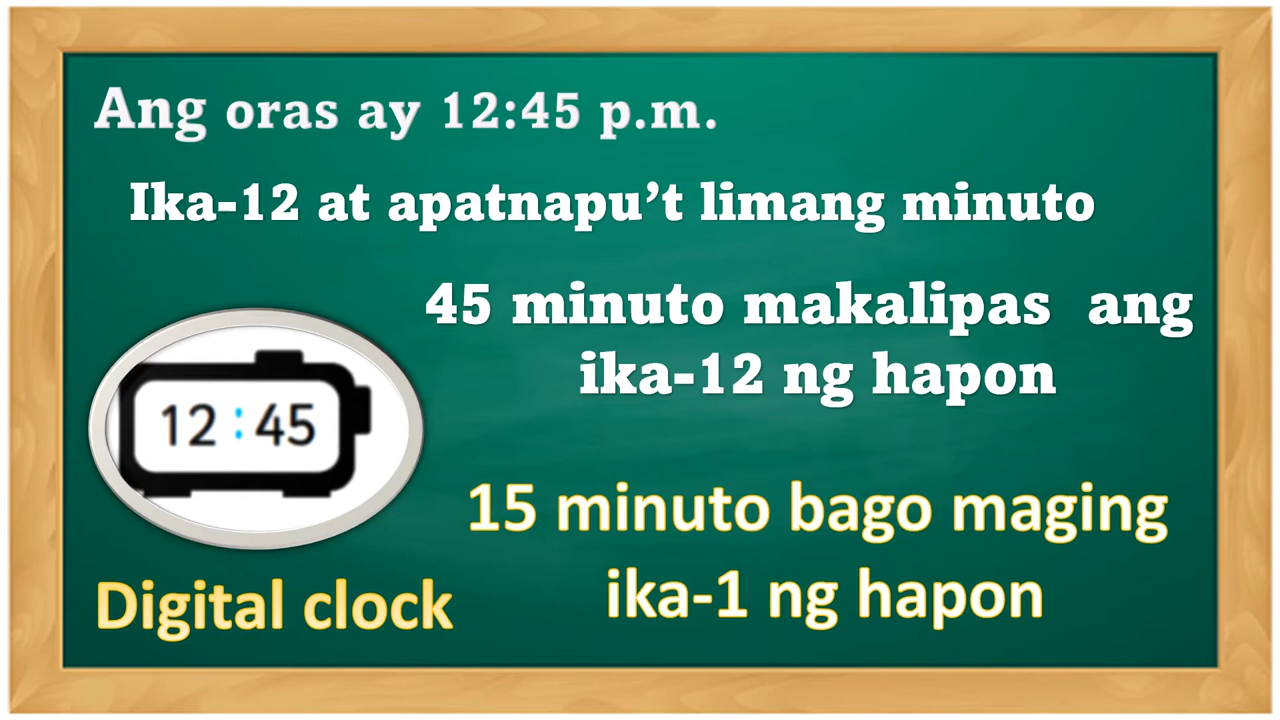 Ang oras ay 12:45 p.m.
Ika-12 at apatnapu’t limang minuto
45 minuto makalipas ang
ika-12 ng hapon
12:45
15 minuto bago maging
ika-1 ng hapon
Digital clock